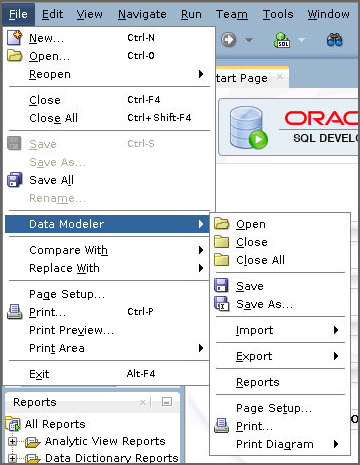 File Edit View Navigate Run Team Tools Window
New... Ctrl-N
Open... Ctrl-O
Reopen
Close Ctrl-F4
Close All Ctrl+Shift-F4
Save Ctrl-S
Save As...
Save All
Rename...
Data Modeler
Compare With
Replace With
Page Setup...
Print... Ctrl-P
Print Preview...
Print Area
Exit Alt-F4
SQL
tart Page
ORAC
SQL DEVELO
Open
Close
Close All
Save
Save As...
Import
Export
Reports
Page Setup...
Print...
Print Diagram
Reports
All Reports
Analytic View Reports
Data Dictionary Reports